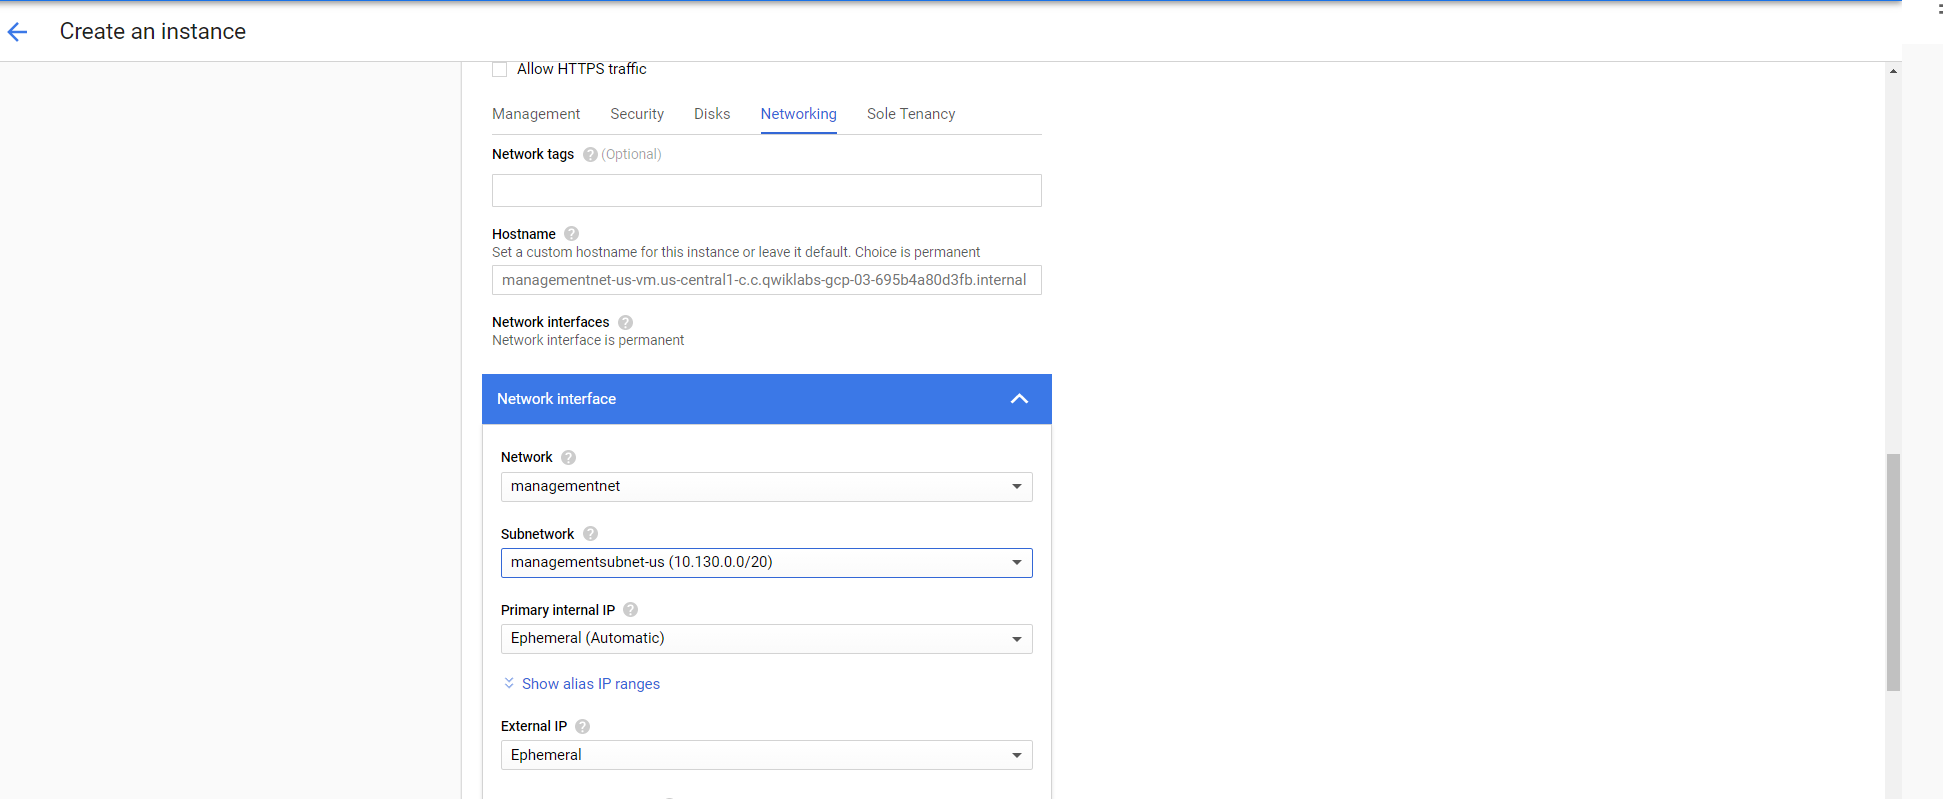 Create an instance
Allow HTTPS traffic
Management Security Disks Networking Sole Tenancy
Network tags ? (Optional)
Hostname ?
Set a custom hostname for this instance or leave it default. Choice is permanent
managementnet-us-vm.us-central1-c.c.qwiklabs-gcp-03-695b4a80d3fb.internal
Network interfaces ?
Network interface is permanent
Network interface
Network ?
managementnet
Subnetwork ?
managementsubnet-us (10.130.0.0/20)
Primary internal IP ?
Ephemeral (Automatic)
Show alias IP ranges
External IP ?
Ephemeral